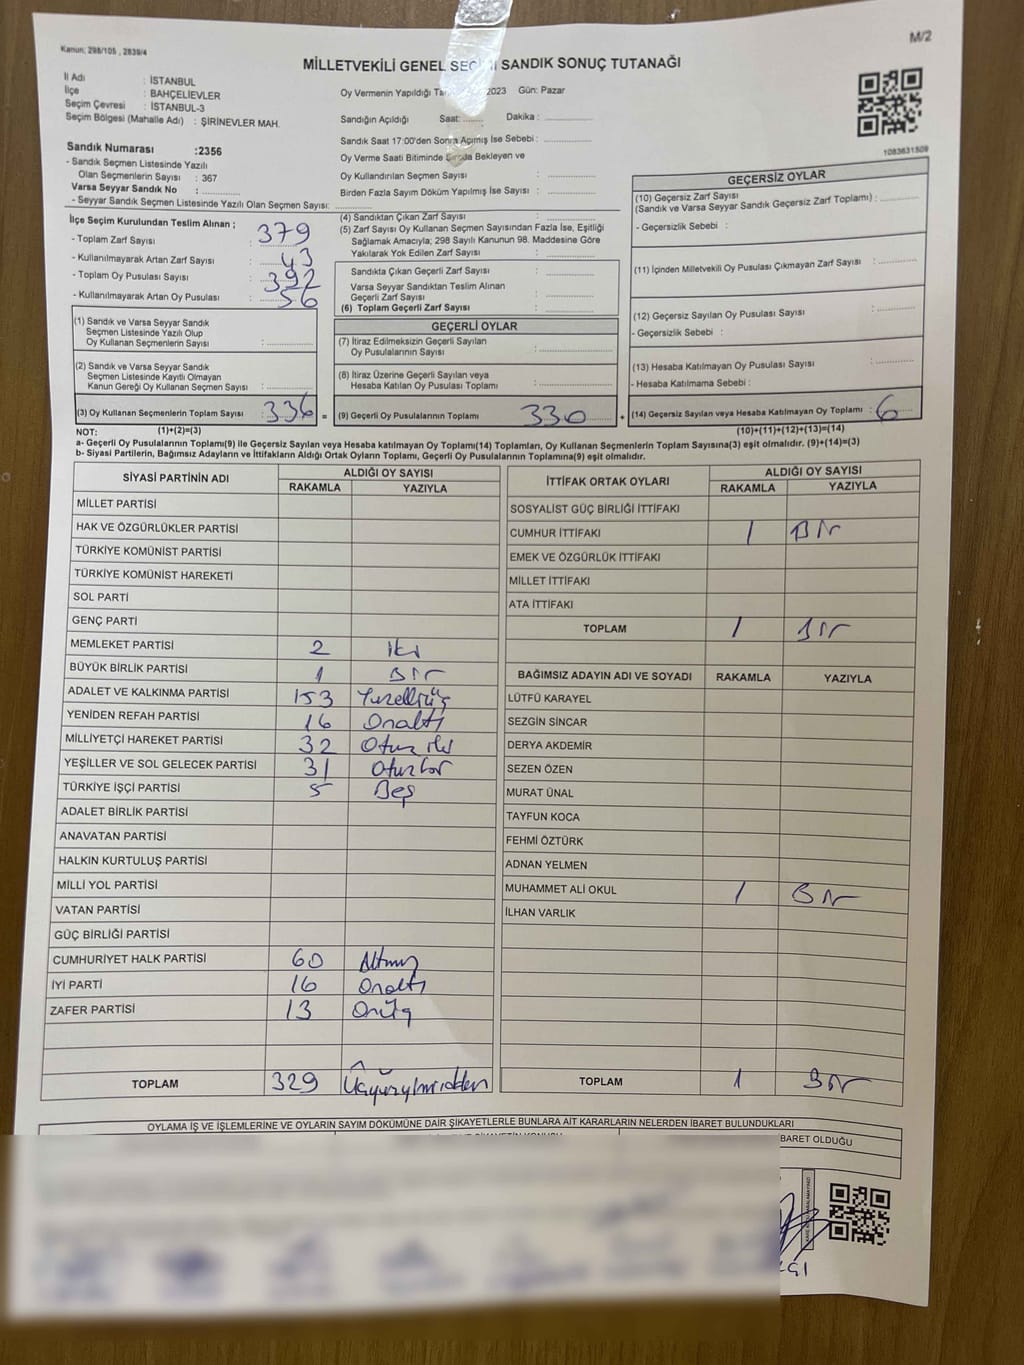 Kanun: 298/105 , 2839/4
M/2
MİLLETVEKİLİ GENEL SEÇİMİ SANDIK SONUÇ TUTANAĞI
İl Adı : İSTANBUL
İlçe : BAHÇELİEVLER
Seçim Çevresi : İSTANBUL-3
Seçim Bölgesi (Mahalle Adı) : ŞİRİNEVLER MAH.
Sandık Numarası :2356
- Sandık Seçmen Listesinde Yazılı
Olan Seçmenlerin Sayısı : 367
Varsa Seyyar Sandık No : ............
- Seyyar Sandık Seçmen Listesinde Yazılı Olan Seçmen Sayısı: ............
Oy Vermenin Yapıldığı 2023 Gün: Pazar
Sandığın Açıldığı Saat: ........ Dakika : ............
Sandık Saat 17:00'den Sonra Açılmış İse Sebebi : ............
Oy Verme Saati Bitiminde Sırada Bekleyen ve
Oy Kullandırılan Seçmen Sayısı : ............
Birden Fazla Sayım Döküm Yapılmış İse Sayısı : ............
1083631509
İlçe Seçim Kurulundan Teslim Alınan ;
- Toplam Zarf Sayısı : 379
- Kullanılmayarak Artan Zarf Sayısı : 43
- Toplam Oy Pusulası Sayısı : 392
- Kullanılmayarak Artan Oy Pusulası : 56
(4) Sandıktan Çıkan Zarf Sayısı : ............
(5) Zarf Sayısı Oy Kullanan Seçmen Sayısından Fazla İse, Eşitliği
Sağlamak Amacıyla; 298 Sayılı Kanunun 98. Maddesine Göre
Yakılarak Yok Edilen Zarf Sayısı : ............
Sandıkta Çıkan Geçerli Zarf Sayısı : ............
Varsa Seyyar Sandıktan Teslim Alınan
Geçerli Zarf Sayısı : ............
(6) Toplam Geçerli Zarf Sayısı : ............
GEÇERSİZ OYLAR
(10) Geçersiz Zarf Sayısı
(Sandık ve Varsa Seyyar Sandık Geçersiz Zarf Toplamı) : ............
- Geçersizlik Sebebi :
(11) İçinden Milletvekili Oy Pusulası Çıkmayan Zarf Sayısı : ............
(12) Geçersiz Sayılan Oy Pusulası Sayısı : ............
- Geçersizlik Sebebi :
(13) Hesaba Katılmayan Oy Pusulası Sayısı : ............
- Hesaba Katılmama Sebebi :
(1) Sandık ve Varsa Seyyar Sandık
Seçmen Listesinde Yazılı Olup
Oy Kullanan Seçmenlerin Sayısı : ............
(2) Sandık ve Varsa Seyyar Sandık
Seçmen Listesinde Kayıtlı Olmayan
Kanun Gereği Oy Kullanan Seçmen Sayısı : ............
GEÇERLİ OYLAR
(7) İtiraz Edilmeksizin Geçerli Sayılan
Oy Pusulalarının Sayısı : ............
(8) İtiraz Üzerine Geçerli Sayılan veya
Hesaba Katılan Oy Pusulası Toplamı : ............
(3) Oy Kullanan Seçmenlerin Toplam Sayısı : 336 = (9) Geçerli Oy Pusulalarının Toplamı 330 + (14) Geçersiz Sayılan veya Hesaba Katılmayan Oy Toplamı : 6
NOT: (1)+(2)=(3) (10)+(11)+(12)+(13)=(14)
a- Geçerli Oy Pusulalarının Toplamı(9) ile Geçersiz Sayılan veya Hesaba katılmayan Oy Toplamı(14) Toplamları, Oy Kullanan Seçmenlerin Toplam Sayısına(3) eşit olmalıdır. (9)+(14)=(3)
b- Siyasi Partilerin, Bağımsız Adayların ve İttifakların Aldığı Ortak Oyların Toplamı, Geçerli Oy Pusulalarının Toplamına(9) eşit olmalıdır.
SİYASİ PARTİNİN ADI ALDIĞI OY SAYISI
RAKAMLA YAZIYLA
MİLLET PARTİSİ
HAK VE ÖZGÜRLÜKLER PARTİSİ
TÜRKİYE KOMÜNİST PARTİSİ
TÜRKİYE KOMÜNİST HAREKETİ
SOL PARTİ
GENÇ PARTİ
MEMLEKET PARTİSİ 2 iki
BÜYÜK BİRLİK PARTİSİ 1 Bir
ADALET VE KALKINMA PARTİSİ 153 Yüzelliüç
YENİDEN REFAH PARTİSİ 16 Onaltı
MİLLİYETÇİ HAREKET PARTİSİ 32 Otuz iki
YEŞİLLER VE SOL GELECEK PARTİSİ 31 Otuzbir
TÜRKİYE İŞÇİ PARTİSİ 5 Beş
ADALET BİRLİK PARTİSİ
ANAVATAN PARTİSİ
HALKIN KURTULUŞ PARTİSİ
MİLLİ YOL PARTİSİ
VATAN PARTİSİ
GÜÇ BİRLİĞİ PARTİSİ
CUMHURİYET HALK PARTİSİ 60 Altmış
İYİ PARTİ 16 Onaltı
ZAFER PARTİSİ 13 Onüç
TOPLAM 329 Üçyüzyirmidokuz
İTTİFAK ORTAK OYLARI ALDIĞI OY SAYISI
RAKAMLA YAZIYLA
SOSYALİST GÜÇ BİRLİĞİ İTTİFAKI
CUMHUR İTTİFAKI 1 Bir
EMEK VE ÖZGÜRLÜK İTTİFAKI
MİLLET İTTİFAKI
ATA İTTİFAKI
TOPLAM 1 Bir
BAĞIMSIZ ADAYIN ADI VE SOYADI RAKAMLA YAZIYLA
LÜTFÜ KARAYEL
SEZGİN SİNCAR
DERYA AKDEMİR
SEZEN ÖZEN
MURAT ÜNAL
TAYFUN KOCA
FEHMİ ÖZTÜRK
ADNAN YELMEN
MUHAMMET ALİ OKUL 1 Bir
İLHAN VARLIK
TOPLAM 1 Bir
OYLAMA İŞ VE İŞLEMLERİNE VE OYLARIN SAYIM DÖKÜMÜNE DAİR ŞİKAYETLERLE BUNLARA AİT KARARLARIN NELERDEN İBARET BULUNDUKLARI
BARET OLDUĞU